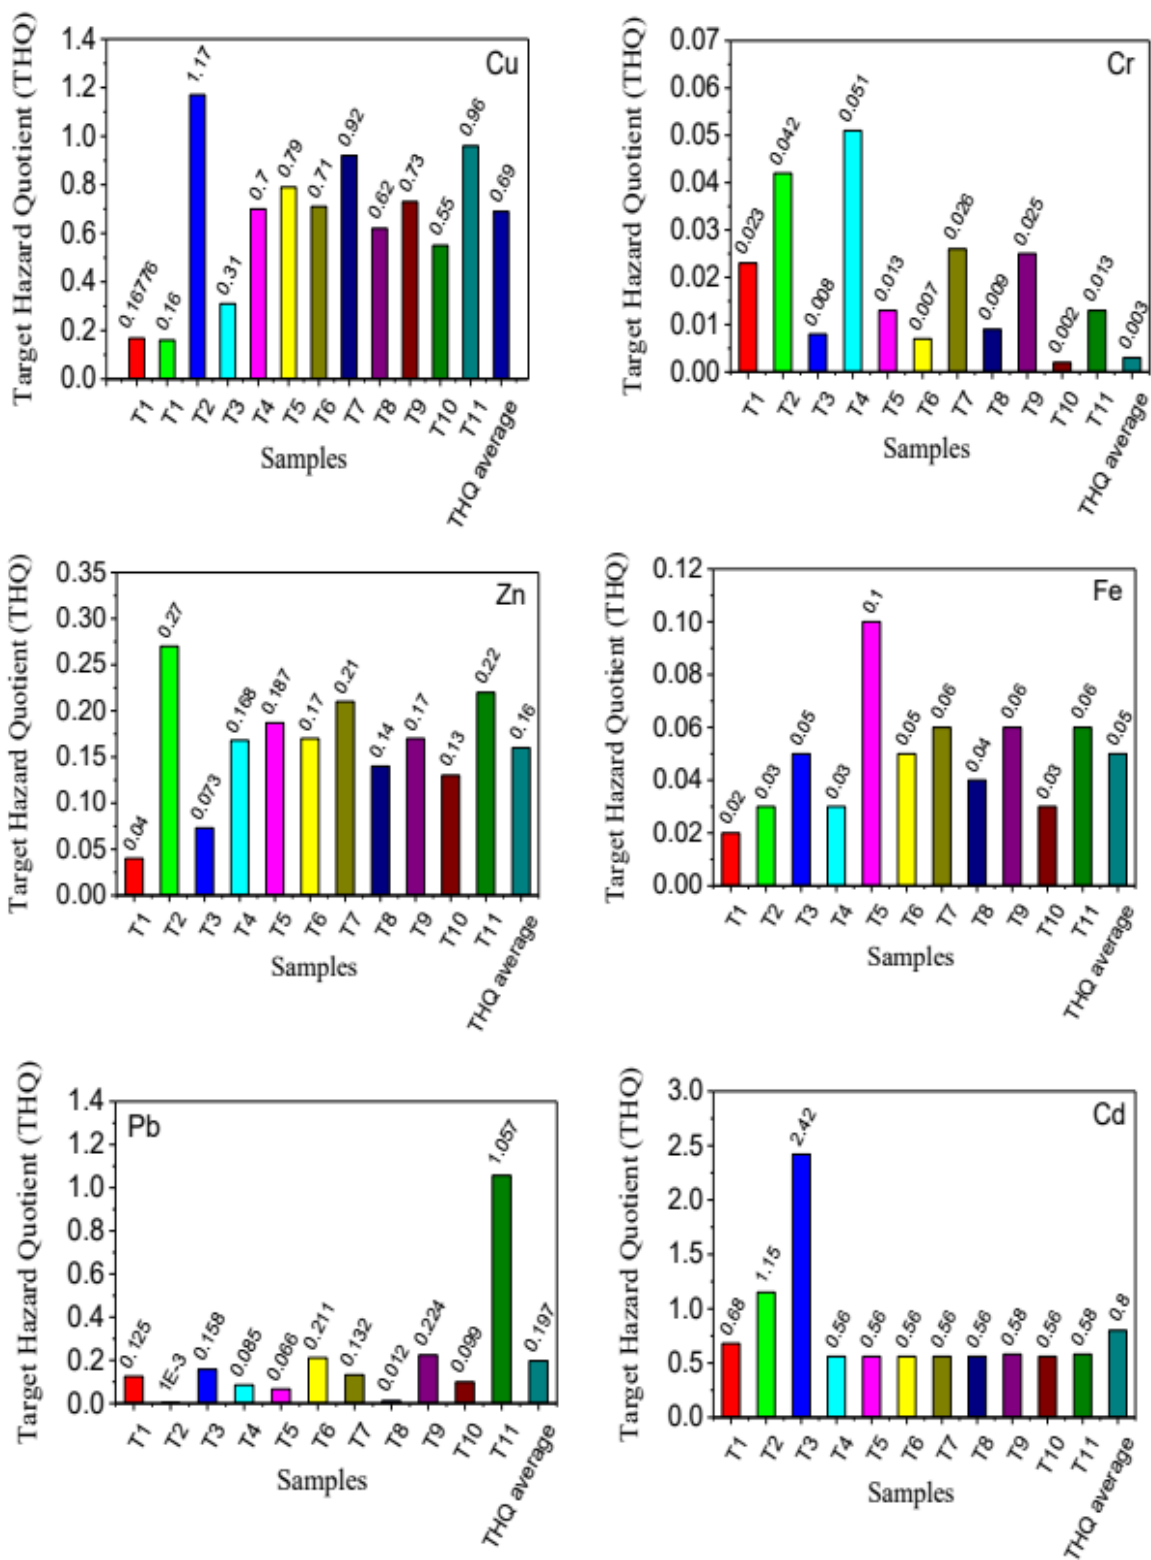 Target Hazard Quotient (THQ)
Cu
1.4
1.2
1.0
0.8
0.6
0.4
0.2
0.0
0.16776
0.16
1.17
0.31
0.7
0.79
0.71
0.92
0.62
0.73
0.55
0.96
0.69
T1
T1
T2
T3
T4
T5
T6
T7
T8
T9
T10
T11
THQ average
Samples
Target Hazard Quotient (THQ)
Cr
0.07
0.06
0.05
0.04
0.03
0.02
0.01
0.00
0.023
0.042
0.008
0.051
0.013
0.007
0.026
0.009
0.025
0.002
0.013
0.003
T1
T2
T3
T4
T5
T6
T7
T8
T9
T10
T11
THQ average
Samples
Target Hazard Quotient (THQ)
Zn
0.35
0.30
0.25
0.20
0.15
0.10
0.05
0.00
0.04
0.27
0.073
0.168
0.187
0.17
0.21
0.14
0.17
0.13
0.22
0.16
T1
T2
T3
T4
T5
T6
T7
T8
T9
T10
T11
THQ average
Samples
Target Hazard Quotient (THQ)
Fe
0.12
0.10
0.08
0.06
0.04
0.02
0.00
0.02
0.03
0.05
0.03
0.1
0.05
0.06
0.04
0.06
0.03
0.06
0.05
T1
T2
T3
T4
T5
T6
T7
T8
T9
T10
T11
THQ average
Samples
Target Hazard Quotient (THQ)
Pb
1.4
1.2
1.0
0.8
0.6
0.4
0.2
0.0
0.125
1E-3
0.158
0.085
0.066
0.211
0.132
0.012
0.224
0.099
1.057
0.197
T1
T2
T3
T4
T5
T6
T7
T8
T9
T10
T11
THQ average
Samples
Target Hazard Quotient (THQ)
Cd
3.0
2.5
2.0
1.5
1.0
0.5
0.0
0.68
1.15
2.42
0.56
0.56
0.56
0.56
0.56
0.58
0.56
0.58
0.8
T1
T2
T3
T4
T5
T6
T7
T8
T9
T10
T11
THQ average
Samples